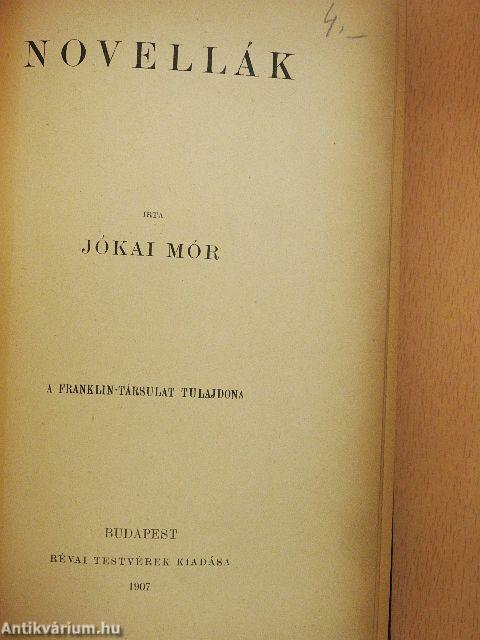 4.–
NOVELLÁK
IRTA
JÓKAI MÓR
A FRANKLIN-TÁRSULAT TULAJDONA
BUDAPEST
RÉVAI TESTVÉREK KIADÁSA
1907
Antikvárium.hu